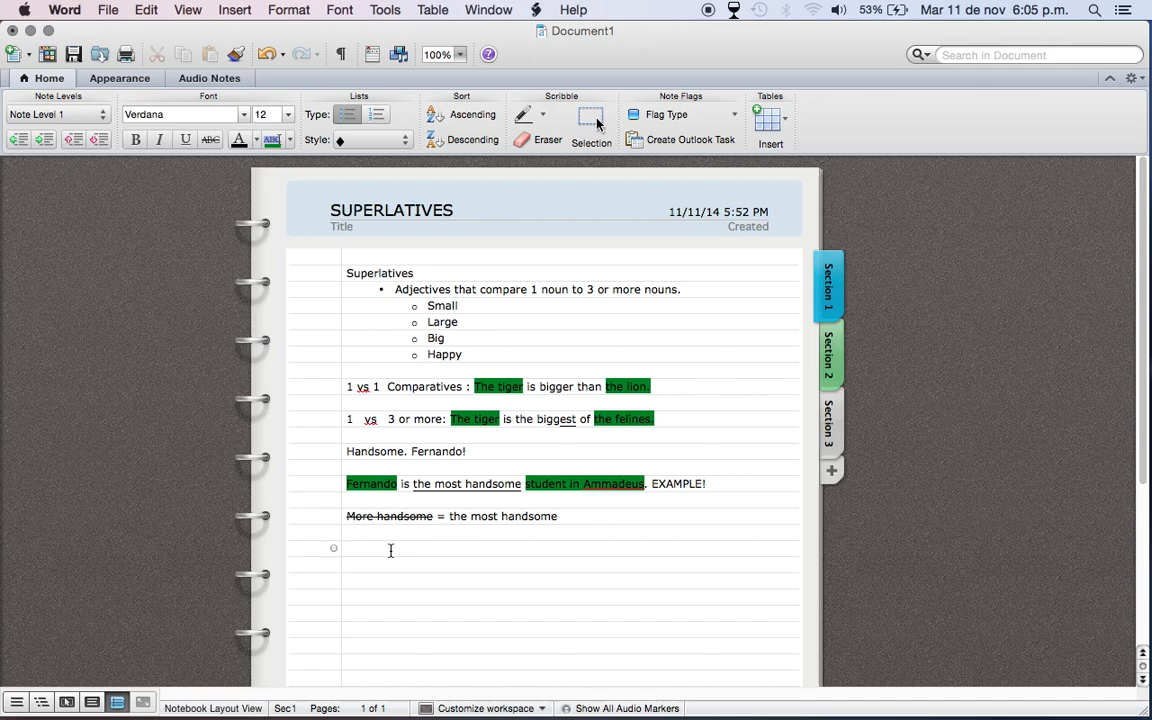 Word File Edit View Insert Format Font Tools Table Window Help 53% Mar 11 de nov 6:05 p.m.
Document1
100% Search in Document
Home Appearance Audio Notes
Note Levels Font Lists Sort Scribble Note Flags Tables
Note Level 1 Verdana 12 Type: Ascending Flag Type
B I U ABC A ABC Style: Descending Eraser Selection Create Outlook Task Insert
SUPERLATIVES 11/11/14 5:52 PM
Title Created
Superlatives
• Adjectives that compare 1 noun to 3 or more nouns.
o Small
o Large
o Big
o Happy
1 vs 1 Comparatives : The tiger is bigger than the lion.
1 vs 3 or more: The tiger is the biggest of the felines.
Handsome. Fernando!
Fernando is the most handsome student in Ammadeus. EXAMPLE!
More handsome = the most handsome
Section 1
Section 2
Section 3
Notebook Layout View Sec1 Pages: 1 of 1 Customize workspace Show All Audio Markers